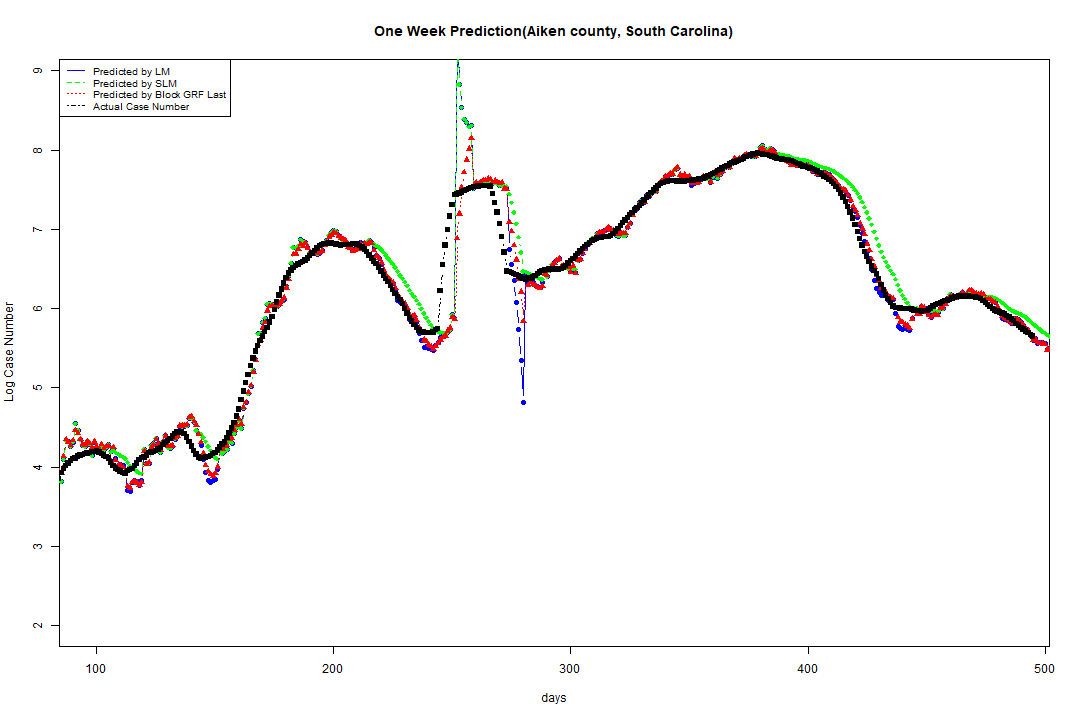 One Week Prediction(Aiken county, South Carolina)
Predicted by LM
Predicted by SLM
Predicted by Block GRF Last
Actual Case Number
9
8
7
6
5
4
3
2
Log Case Number
100 200 300 400 500
days